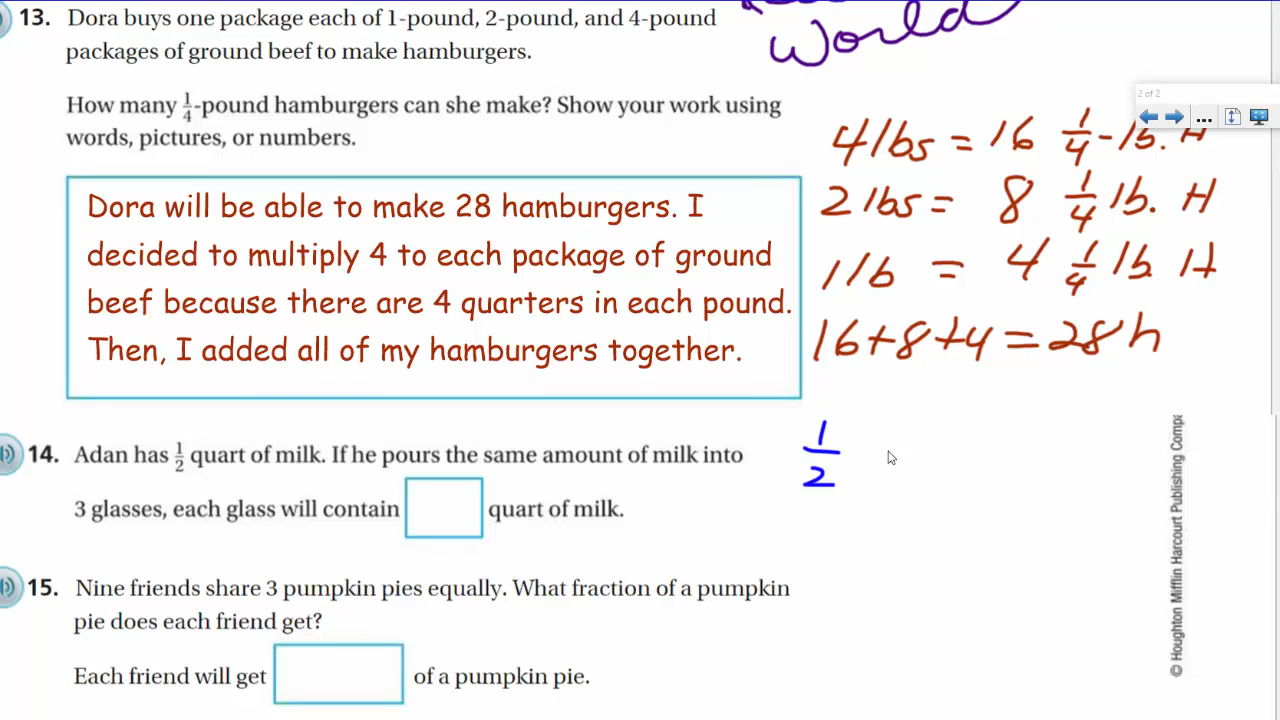 13. Dora buys one package each of 1-pound, 2-pound, and 4-pound
packages of ground beef to make hamburgers.
World
How many 1/4-pound hamburgers can she make? Show your work using
words, pictures, or numbers.
2 of 2
...
4 lbs = 16 1/4-lb. H
2 lbs = 8 1/4 lb. H
1 lb = 4 1/4 lb H
16+8+4=28h
Dora will be able to make 28 hamburgers. I
decided to multiply 4 to each package of ground
beef because there are 4 quarters in each pound.
Then, I added all of my hamburgers together.
14. Adan has 1/2 quart of milk. If he pours the same amount of milk into
3 glasses, each glass will contain quart of milk.
1/2
15. Nine friends share 3 pumpkin pies equally. What fraction of a pumpkin
pie does each friend get?
Each friend will get of a pumpkin pie.
© Houghton Mifflin Harcourt Publishing